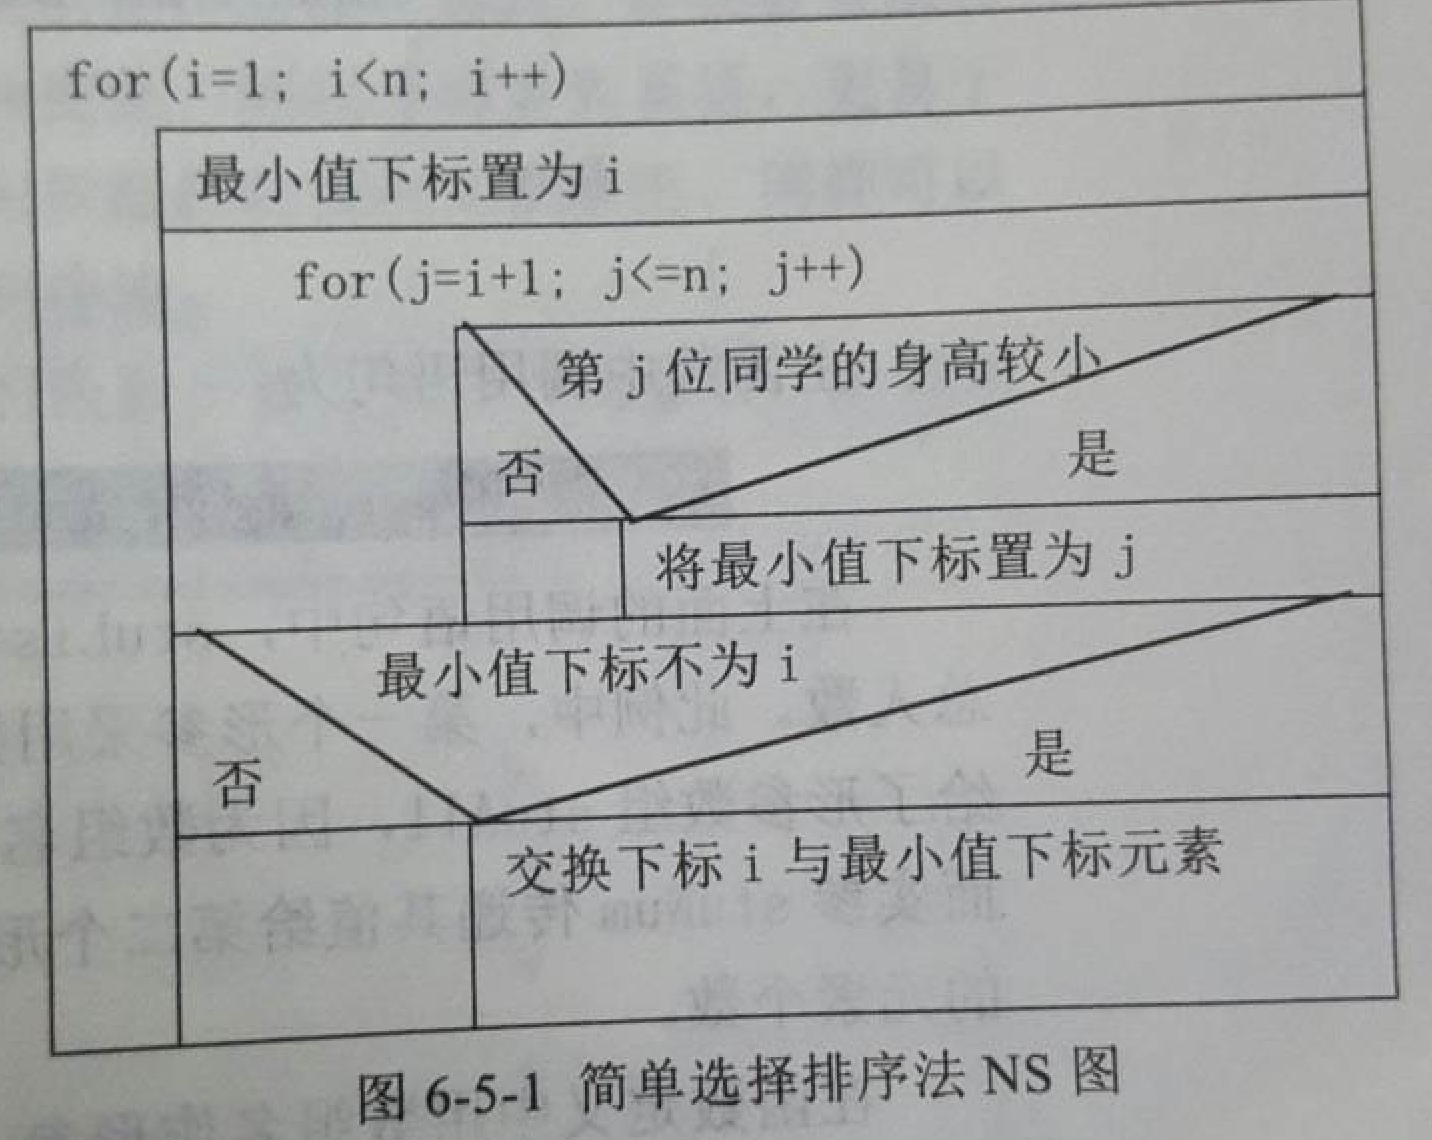 for(i=1; i<n; i++)
最小值下标置为 i
for(j=i+1; j<=n; j++)
第 j 位同学的身高较小
否
是
将最小值下标置为 j
最小值下标不为 i
否
是
交换下标 i 与最小值下标元素
图 6-5-1 简单选择排序法 NS 图